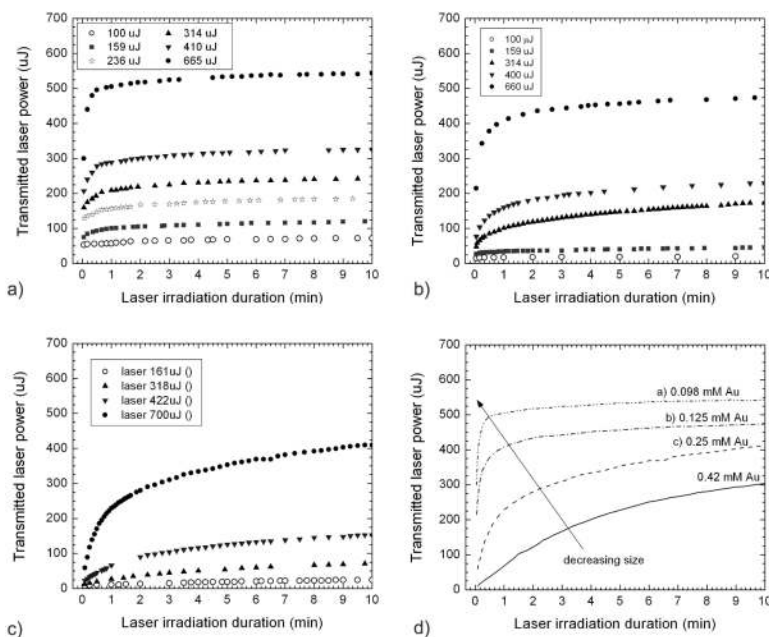 100 uJ 314 uJ
159 uJ 410 uJ
236 uJ 665 uJ
700
600
500
400
300
200
100
0
Transmitted laser power (uJ)
0 1 2 3 4 5 6 7 8 9 10
Laser irradiation duration (min)
a)
100 µJ
159 uJ
314 uJ
400 uJ
660 uJ
700
600
500
400
300
200
100
0
Transmitted laser power (uJ)
0 1 2 3 4 5 6 7 8 9 10
Laser irradiation duration (min)
b)
laser 161uJ ()
laser 318uJ ()
laser 422uJ ()
laser 700uJ ()
700
600
500
400
300
200
100
0
Transmitted laser power (uJ)
0 1 2 3 4 5 6 7 8 9 10
Laser irradiation duration (min)
c)
a) 0.098 mM Au
b) 0.125 mM Au
c) 0.25 mM Au
0.42 mM Au
decreasing size
700
600
500
400
300
200
100
0
Transmitted laser power (uJ)
0 1 2 3 4 5 6 7 8 9 10
Laser irradiation duration (min)
d)